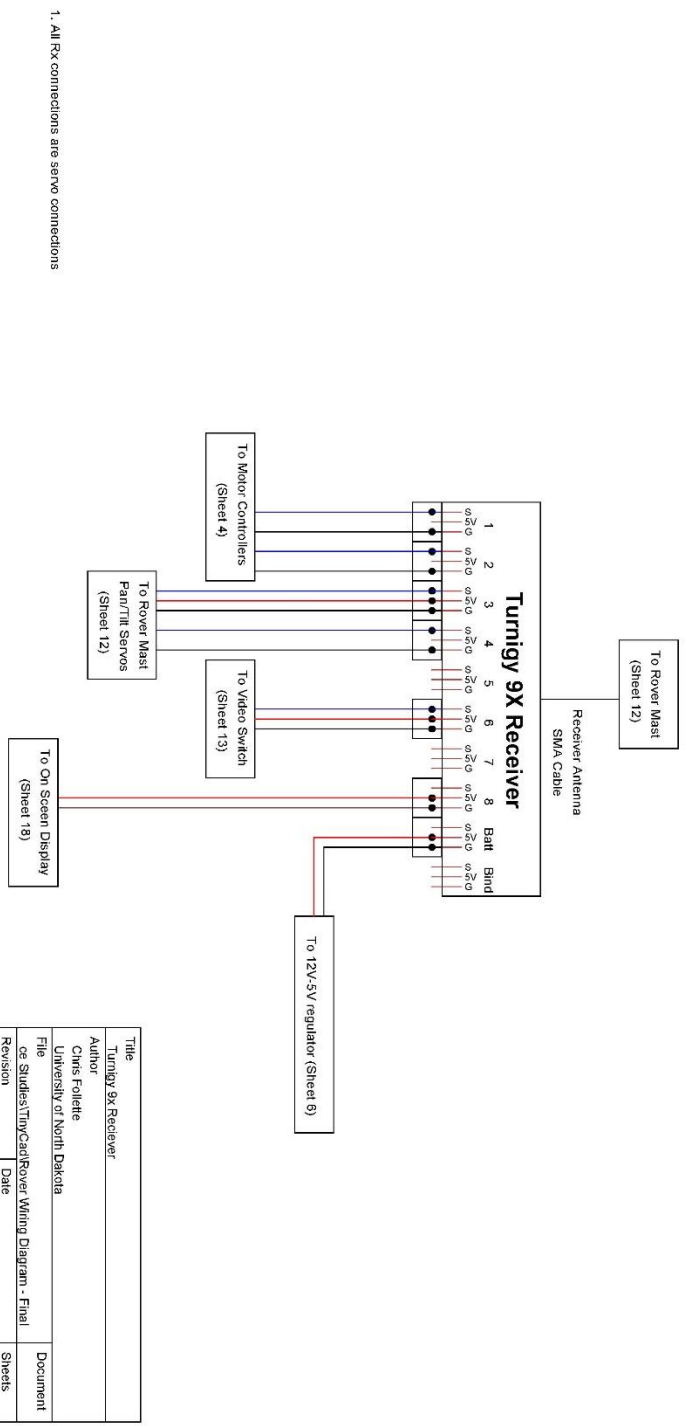 To Rover Mast
(Sheet 12)
Receiver Antenna
SMA Cable
Turnigy 9X Receiver
1 2 3 4 5 6 7 8 Batt Bind
S 5V G S 5V G S 5V G S 5V G S 5V G S 5V G S 5V G S 5V G S 5V G S 5V G
To Motor Controllers
(Sheet 4)
To Rover Mast
Pan/Tilt Servos
(Sheet 12)
To Video Switch
(Sheet 13)
To On Sceen Display
(Sheet 18)
To 12V-5V regulator (Sheet 6)
1. All Rx connections are servo connections
Title
Turnigy 9x Reciever
Author
Chris Follette
University of North Dakota
File
Document
ce Studies\TinyCad\Rover Wiring Diagram - Final
Revision
Date
Sheets